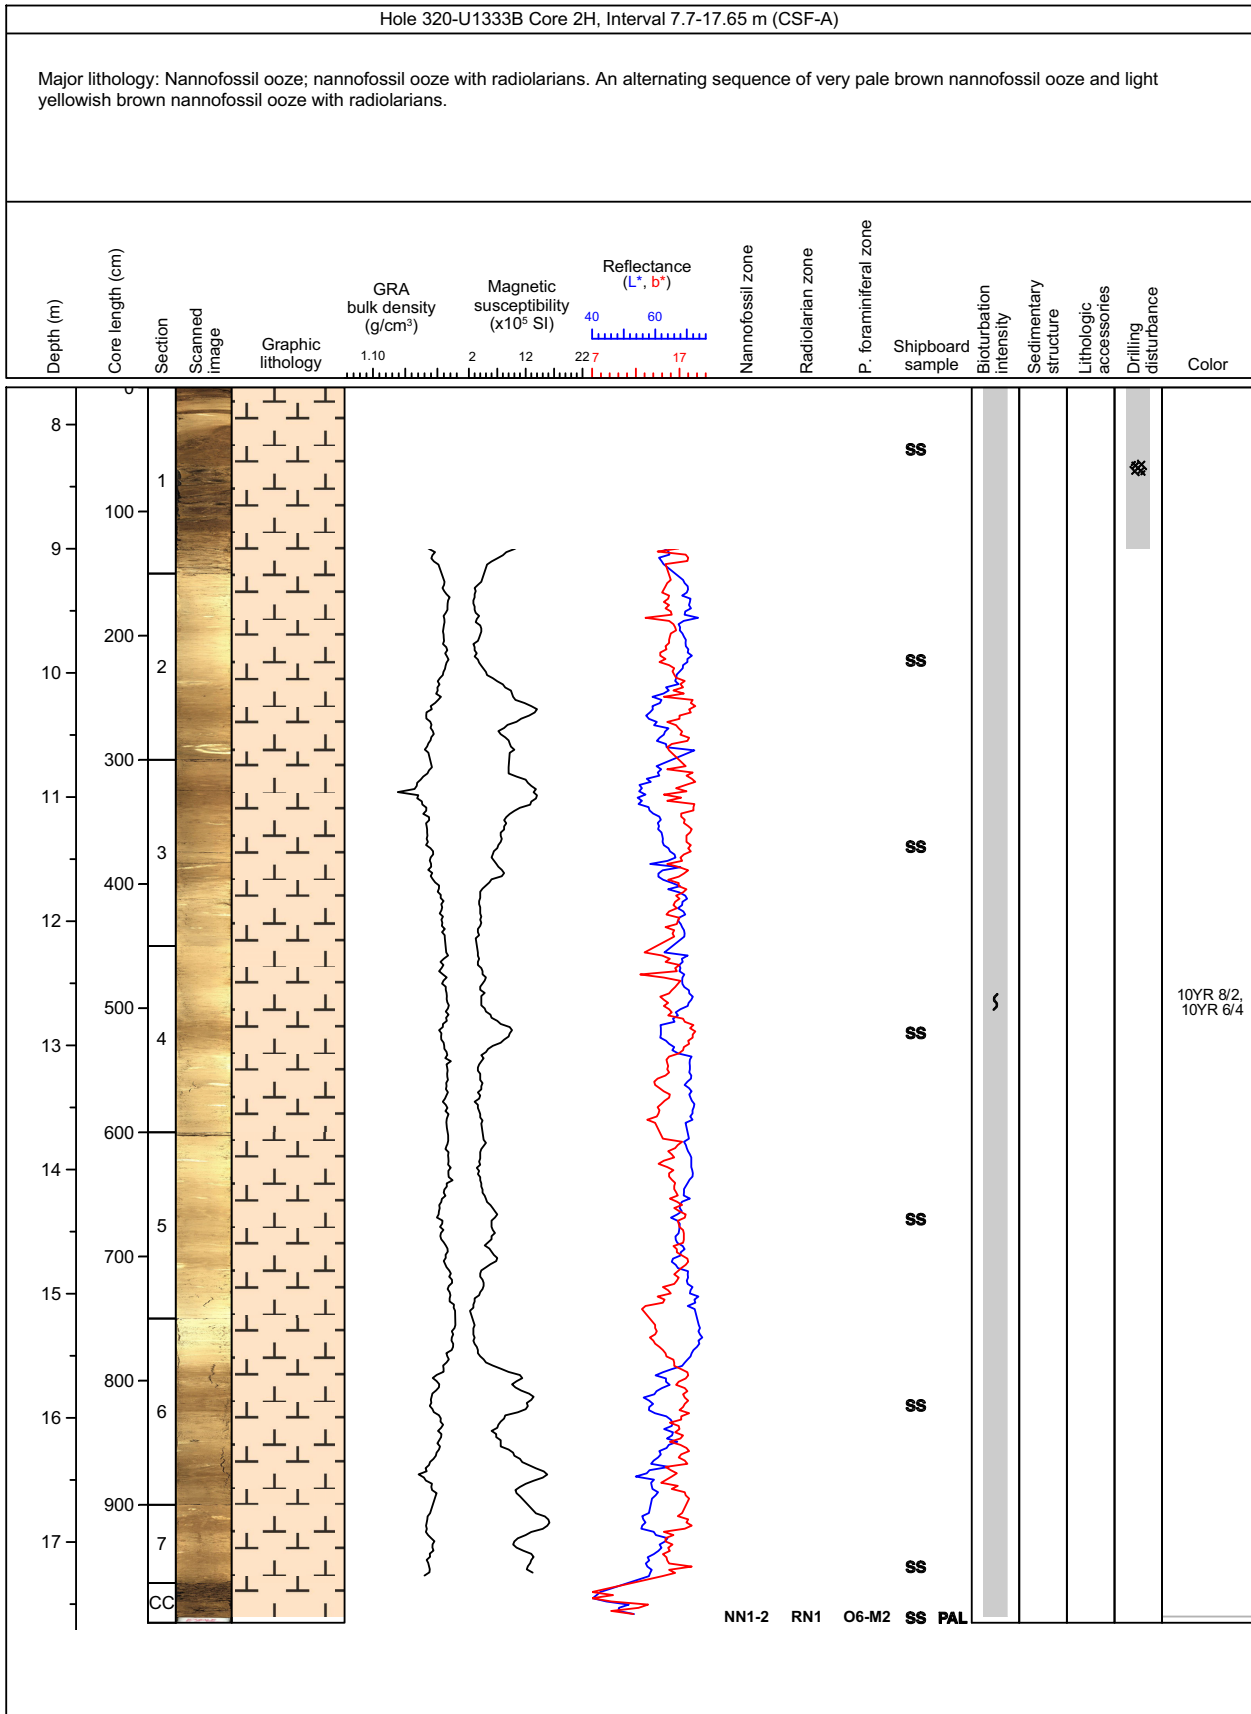 Hole 320-U1333B Core 2H, Interval 7.7-17.65 m (CSF-A)
Major lithology: Nannofossil ooze; nannofossil ooze with radiolarians. An alternating sequence of very pale brown nannofossil ooze and light
yellowish brown nannofossil ooze with radiolarians.
Depth (m)
Core length (cm)
Section
Scanned
image
Graphic
lithology
GRA
bulk density
(g/cm³)
1.10
Magnetic
susceptibility
(x10⁵ SI)
2 12 22
Reflectance
(L*, b*)
40 60
7 17
Nannofossil zone
Radiolarian zone
P. foraminiferal zone
Shipboard
sample
Bioturbation
intensity
Sedimentary
structure
Lithologic
accessories
Drilling
disturbance
Color
0
8
SS
1
100
9
200
2
10
SS
300
11
3
SS
400
12
500
10YR 8/2,
10YR 6/4
4
13
SS
600
14
5
SS
700
15
800
6
16
SS
900
17
7
SS
CC
NN1-2 RN1 O6-M2 SS PAL